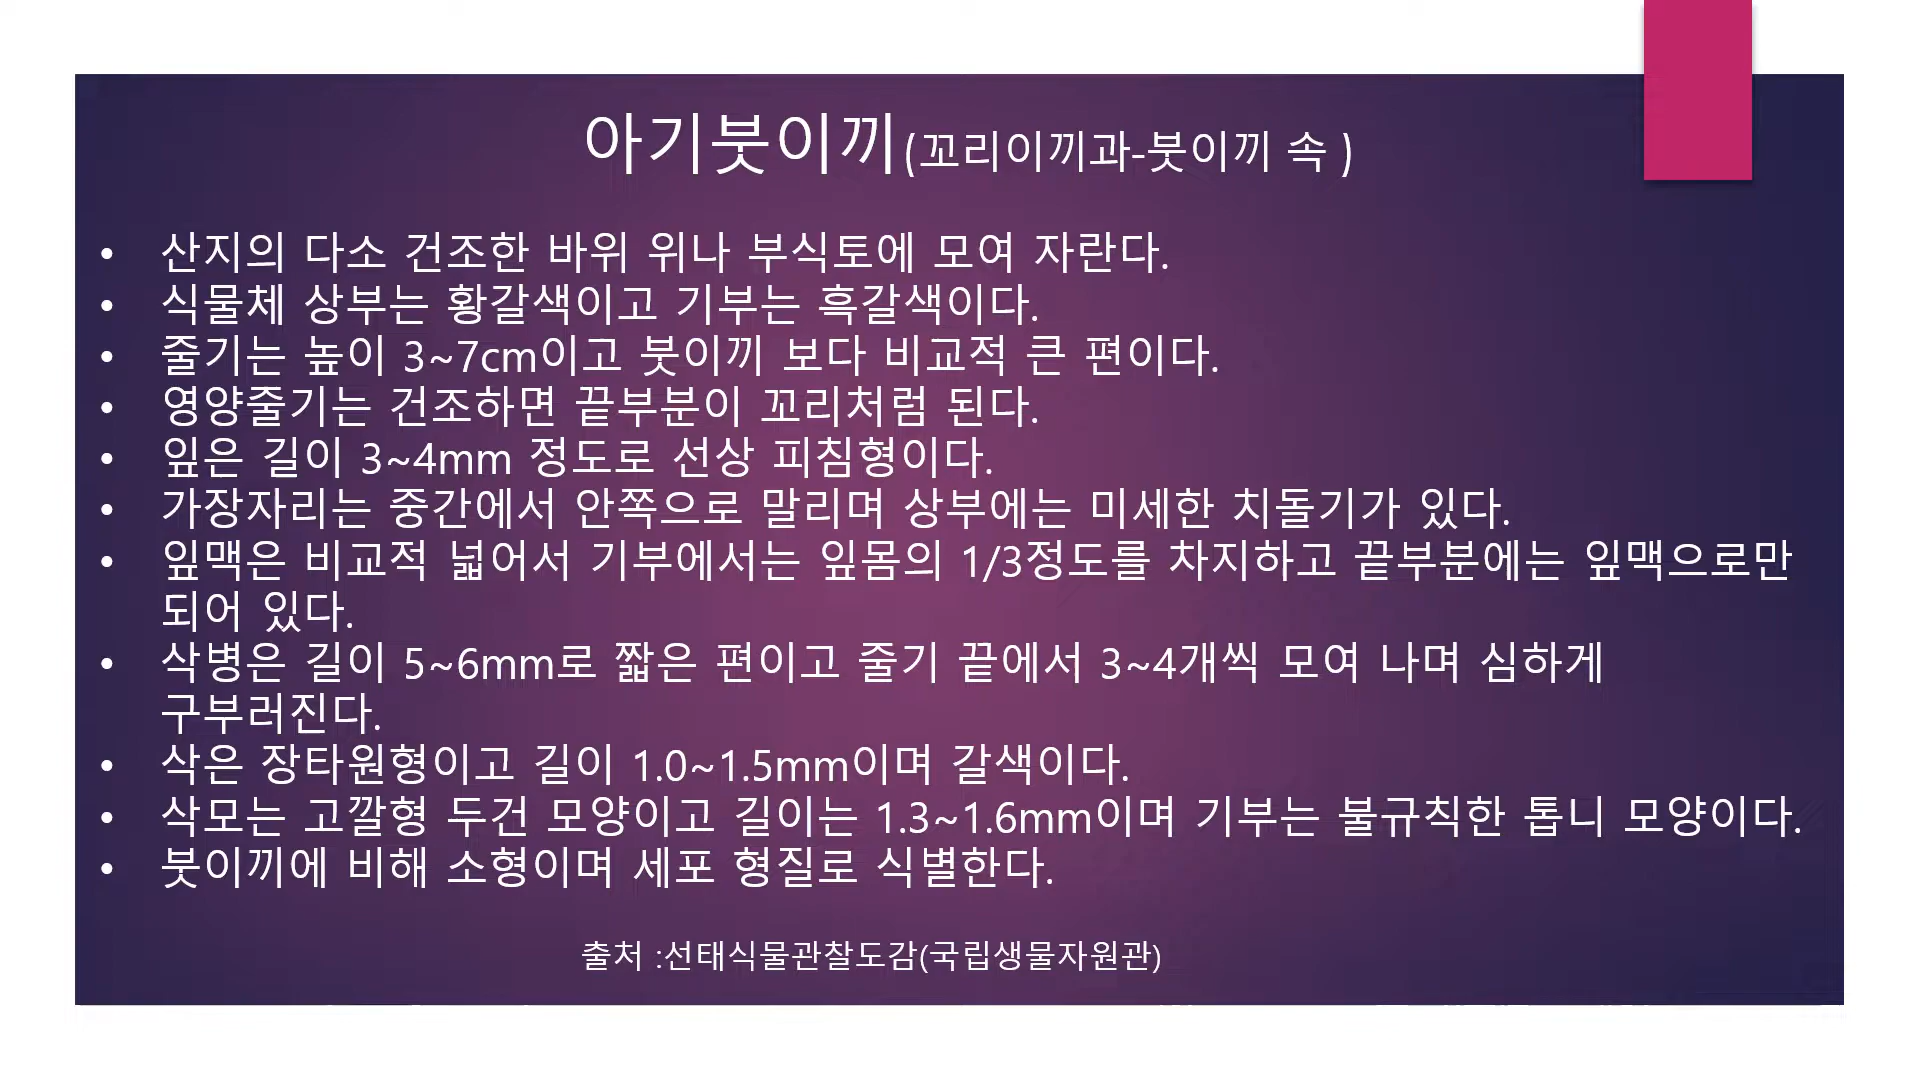 아기붓이끼(꼬리이끼과-붓이끼 속 )
• 산지의 다소 건조한 바위 위나 부식토에 모여 자란다.
• 식물체 상부는 황갈색이고 기부는 흑갈색이다.
• 줄기는 높이 3~7cm이고 붓이끼 보다 비교적 큰 편이다.
• 영양줄기는 건조하면 끝부분이 꼬리처럼 된다.
• 잎은 길이 3~4mm 정도로 선상 피침형이다.
• 가장자리는 중간에서 안쪽으로 말리며 상부에는 미세한 치돌기가 있다.
• 잎맥은 비교적 넓어서 기부에서는 잎몸의 1/3정도를 차지하고 끝부분에는 잎맥으로만
되어 있다.
• 삭병은 길이 5~6mm로 짧은 편이고 줄기 끝에서 3~4개씩 모여 나며 심하게
구부러진다.
• 삭은 장타원형이고 길이 1.0~1.5mm이며 갈색이다.
• 삭모는 고깔형 두건 모양이고 길이는 1.3~1.6mm이며 기부는 불규칙한 톱니 모양이다.
• 붓이끼에 비해 소형이며 세포 형질로 식별한다.
출처 :선태식물관찰도감(국립생물자원관)